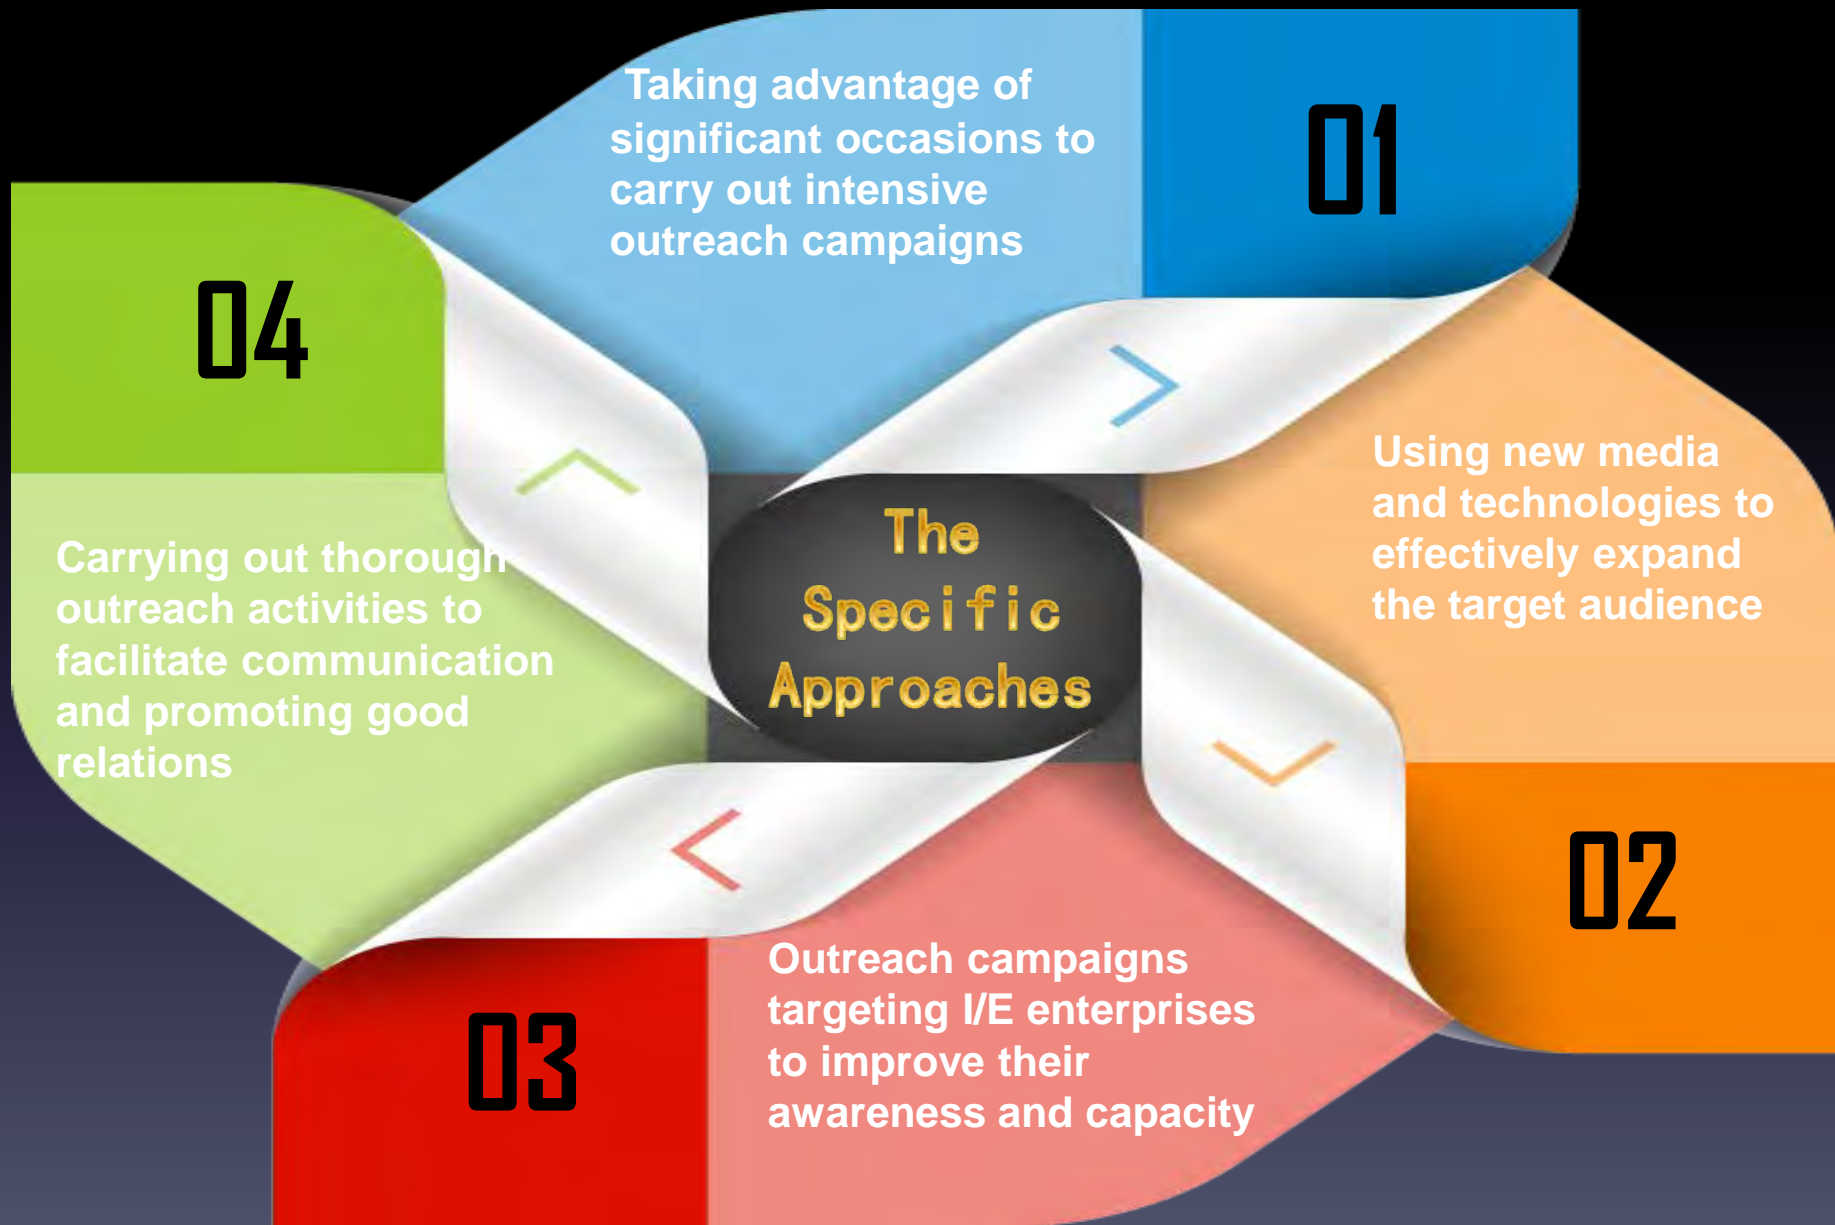 Taking advantage of
significant occasions to
carry out intensive
outreach campaigns
01
Using new media
and technologies to
effectively expand
the target audience
02
Outreach campaigns
targeting I/E enterprises
to improve their
awareness and capacity
03
Carrying out thorough
outreach activities to
facilitate communication
and promoting good
relations
04
The
Specific
Approaches